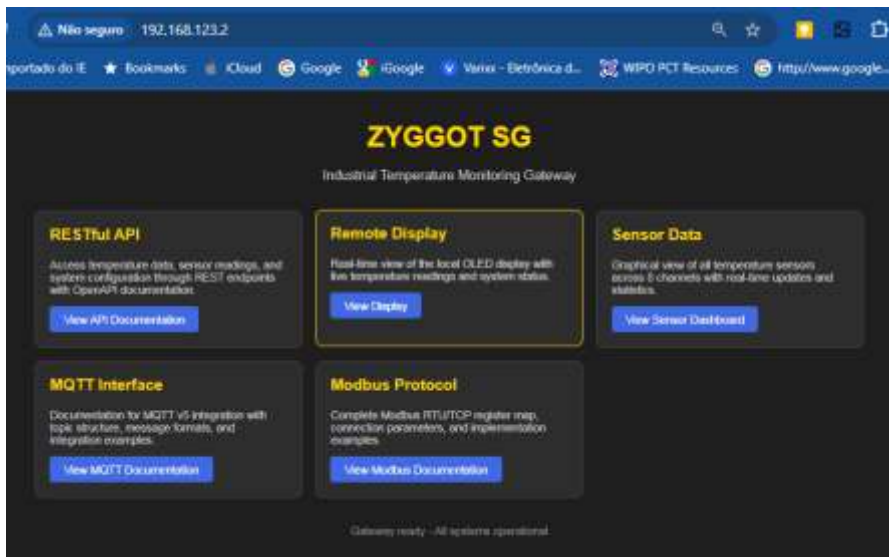 Não seguro 192.168.123.2
nportado do IE Bookmarks iCloud Google iGoogle Varixx - Eletrônica d... WIPO PCT Resources http://www.google...
ZYGGOT SG
Industrial Temperature Monitoring Gateway
RESTful API
Access temperature data, sensor readings, and
system configuration through REST endpoints
with OpenAPI documentation.
View API Documentation
Remote Display
Real-time view of the local OLED display with
live temperature readings and system status.
View Display
Sensor Data
Graphical view of all temperature sensors
across 8 channels with real-time updates and
statistics.
View Sensor Dashboard
MQTT Interface
Documentation for MQTT v5 integration with
topic structure, message formats, and
integration examples.
View MQTT Documentation
Modbus Protocol
Complete Modbus RTU/TCP register map,
connection parameters, and implementation
examples.
View Modbus Documentation
Gateway ready - All systems operational